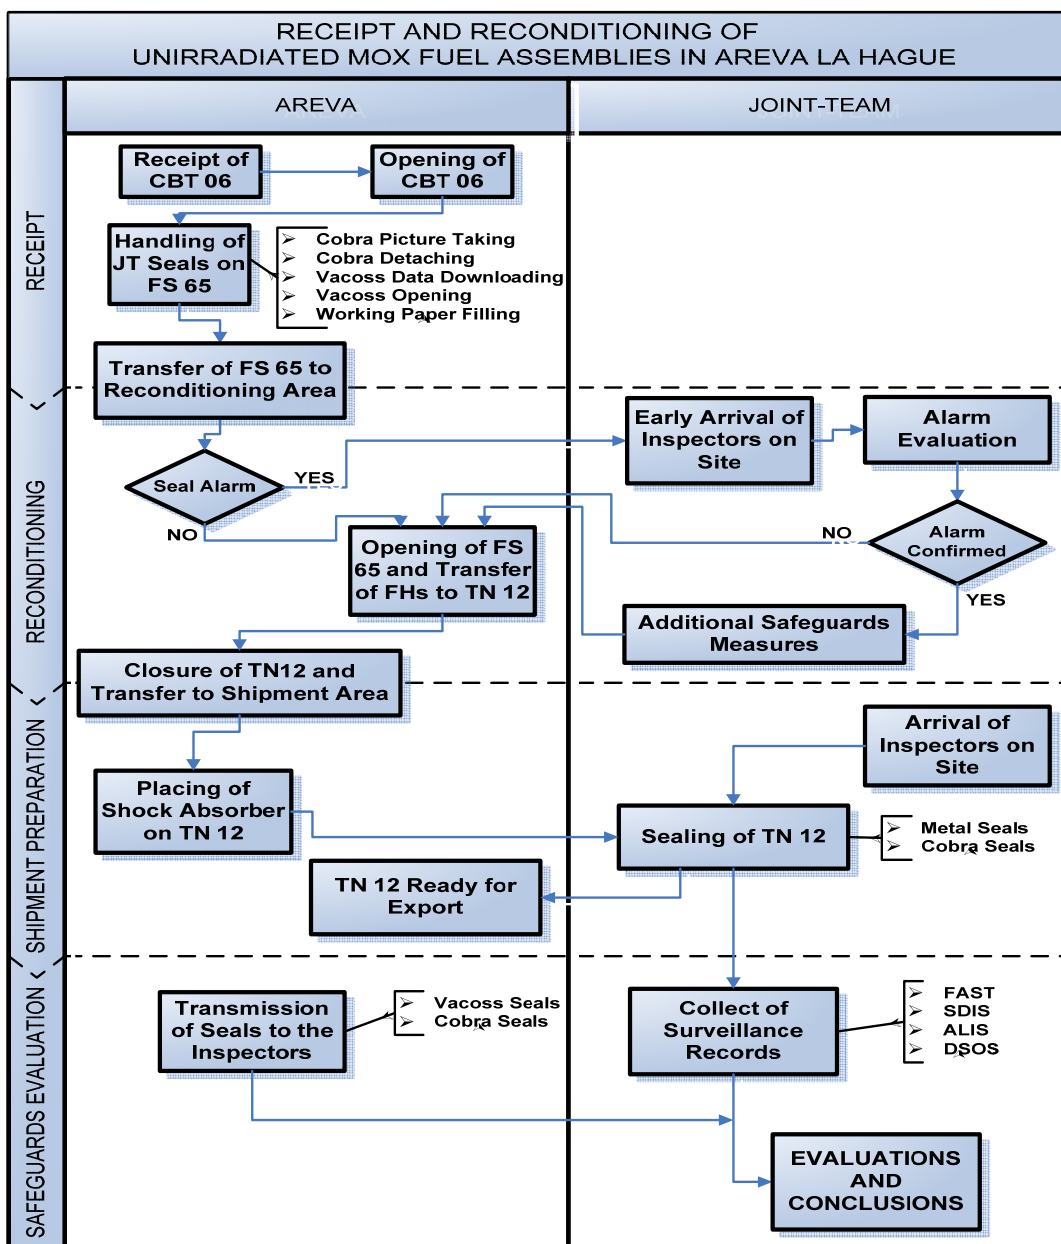 RECEIPT AND RECONDITIONING OF
UNIRRADIATED MOX FUEL ASSEMBLIES IN AREVA LA HAGUE
AREVA
JOINT-TEAM
RECEIPT
Receipt of
CBT 06
Opening of
CBT 06
Handling of
JT Seals on
FS 65
Cobra Picture Taking
Cobra Detaching
Vacoss Data Downloading
Vacoss Opening
Working Paper Filling
Transfer of FS 65 to
Reconditioning Area
RECONDITIONING
Seal Alarm
YES
NO
Early Arrival of
Inspectors on
Site
Alarm
Evaluation
Alarm
Confirmed
NO
YES
Opening of FS
65 and Transfer
of FHs to TN 12
Additional Safeguards
Measures
Closure of TN12 and
Transfer to Shipment Area
SHIPMENT PREPARATION
Arrival of
Inspectors on
Site
Placing of
Shock Absorber
on TN 12
Sealing of TN 12
Metal Seals
Cobra Seals
TN 12 Ready for
Export
SAFEGUARDS EVALUATION
Transmission
of Seals to the
Inspectors
Vacoss Seals
Cobra Seals
Collect of
Surveillance
Records
FAST
SDIS
ALIS
DSOS
EVALUATIONS
AND
CONCLUSIONS